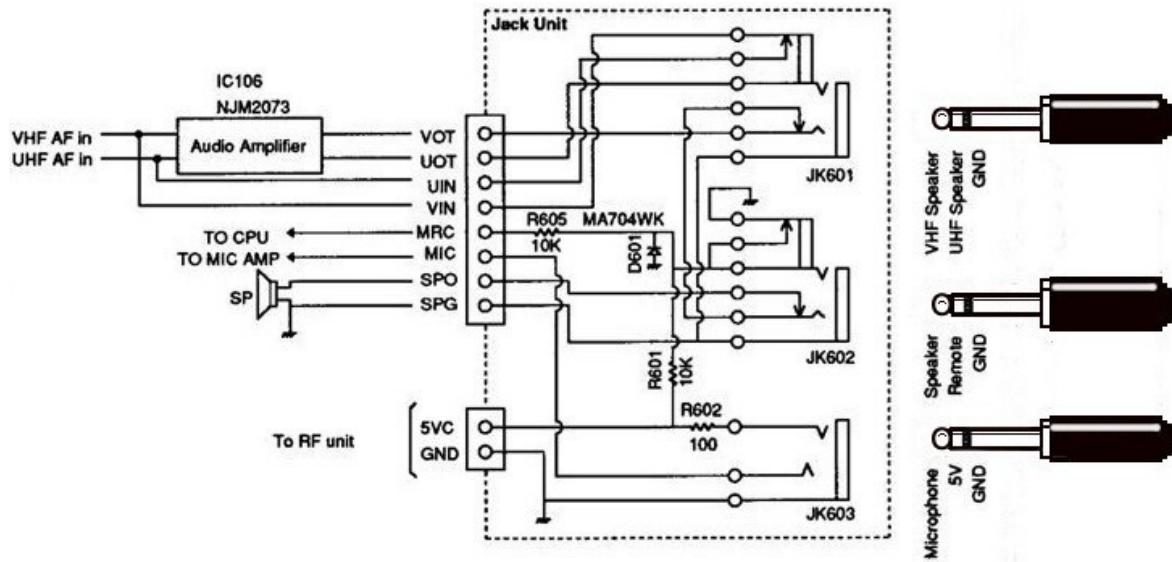 Jack Unit
IC106
NJM2073
Audio Amplifier
VHF AF in
UHF AF in
VOT
UOT
UIN
VIN
MRC
MIC
SPO
SPG
TO CPU
TO MIC AMP
SP
R605
10K
MA704WK
D601
R601
10K
R602
100
JK601
JK602
JK603
To RF unit
5VC
GND
VHF Speaker
UHF Speaker
GND
Speaker
Remote
GND
Microphone
5V
GND